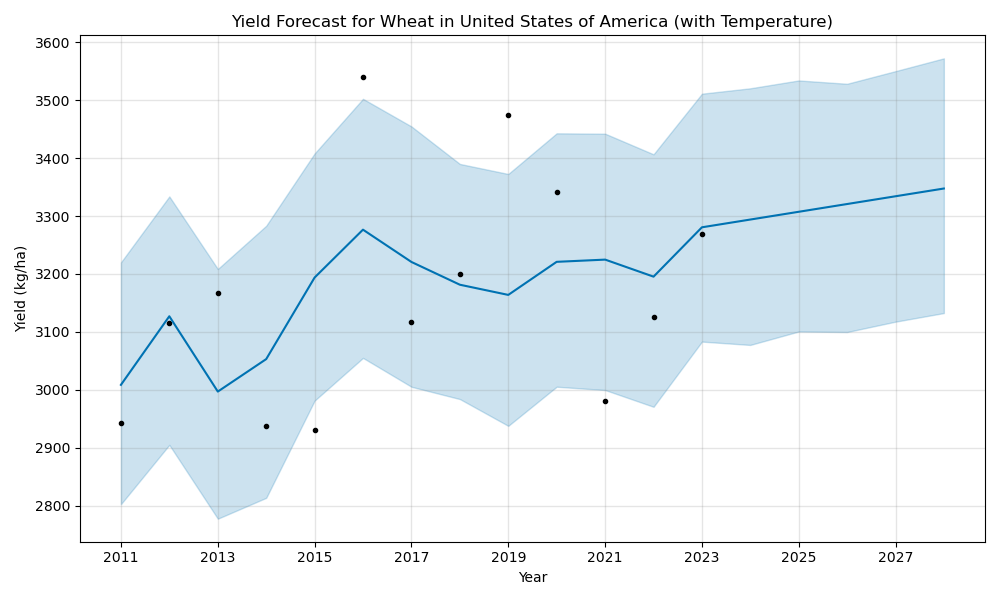 Yield Forecast for Wheat in United States of America (with Temperature)
3600
3500
3400
3300
3200
3100
3000
2900
2800
Yield (kg/ha)
2011 2013 2015 2017 2019 2021 2023 2025 2027
Year